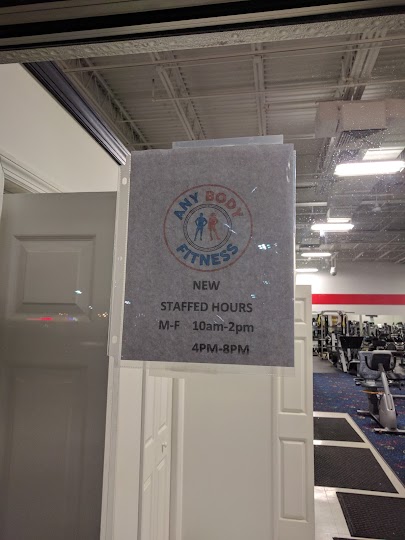 ANY BODY
FITNESS
NEW
STAFFED HOURS
M-F 10am-2pm
4PM-8PM